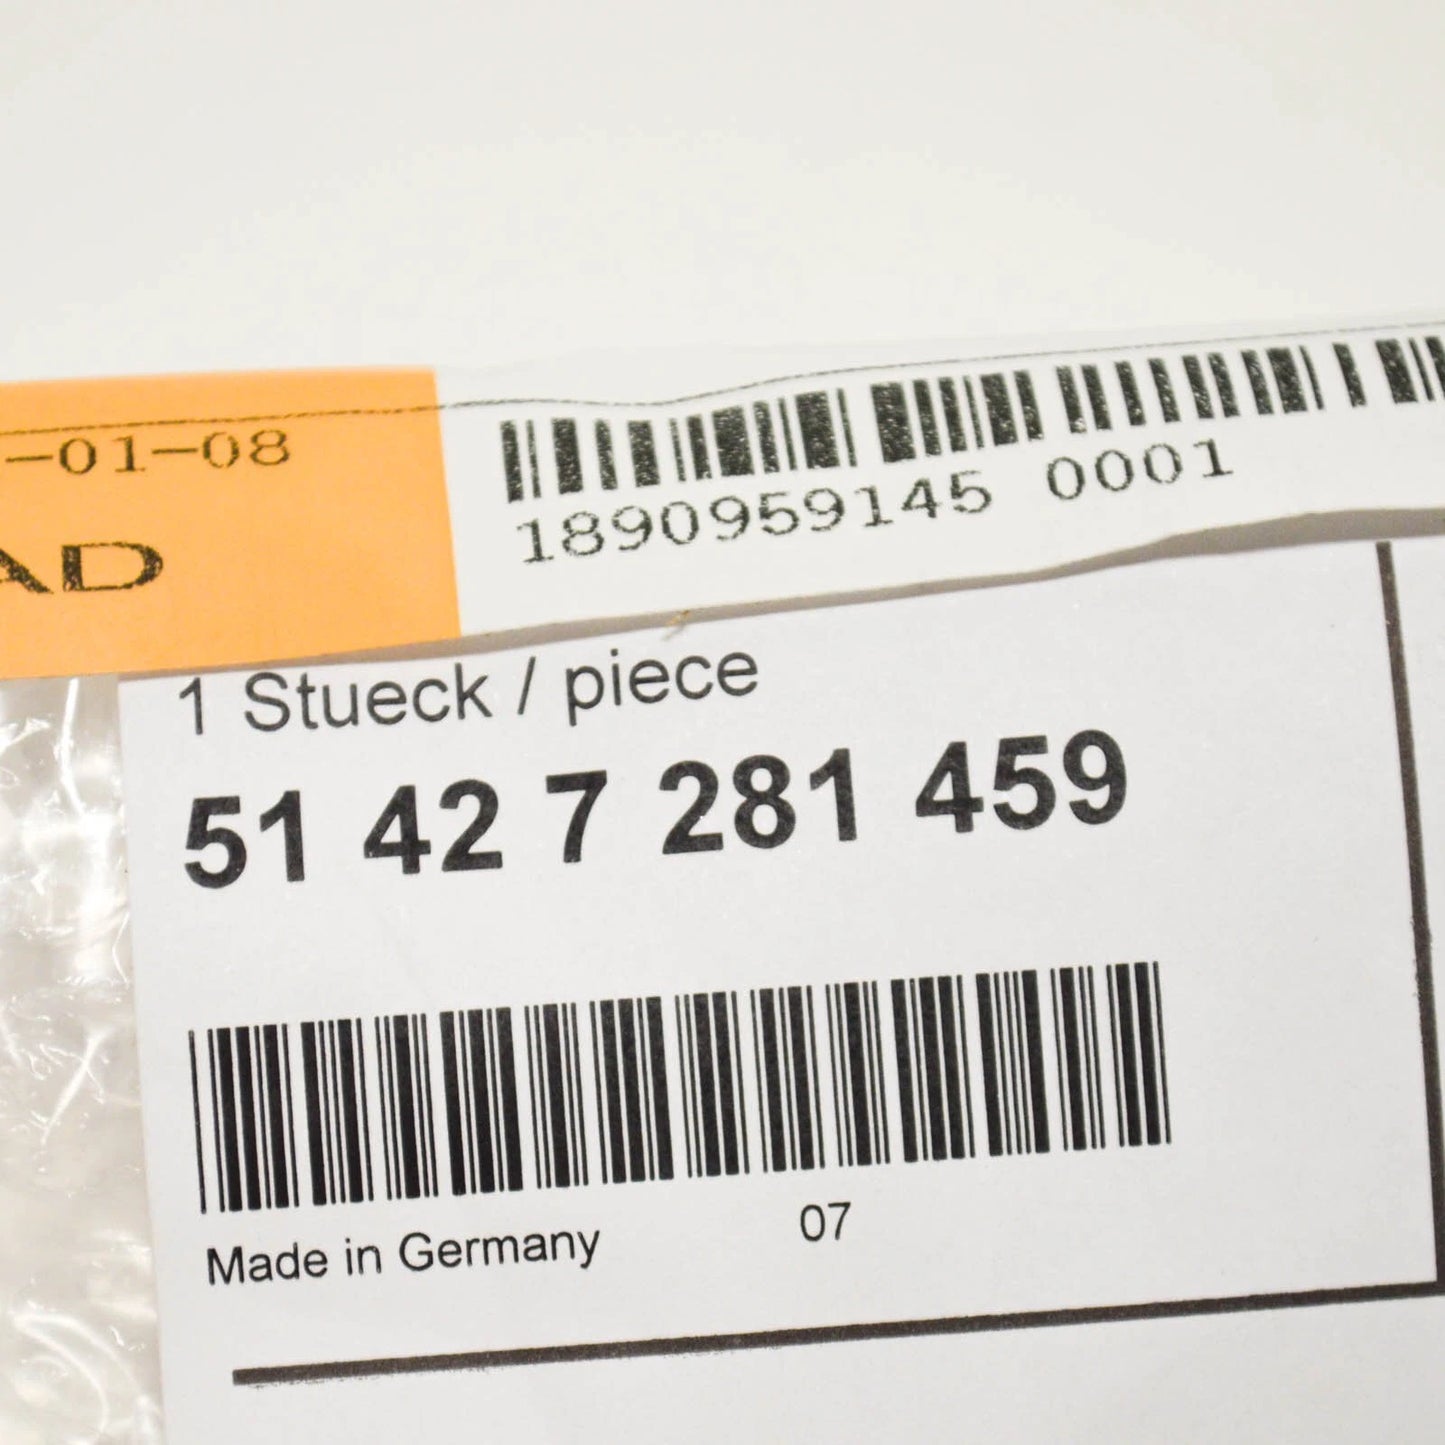 -01-08
AD
1890959145 0001
1 Stueck / piece
51 42 7 281 459
Made in Germany 07